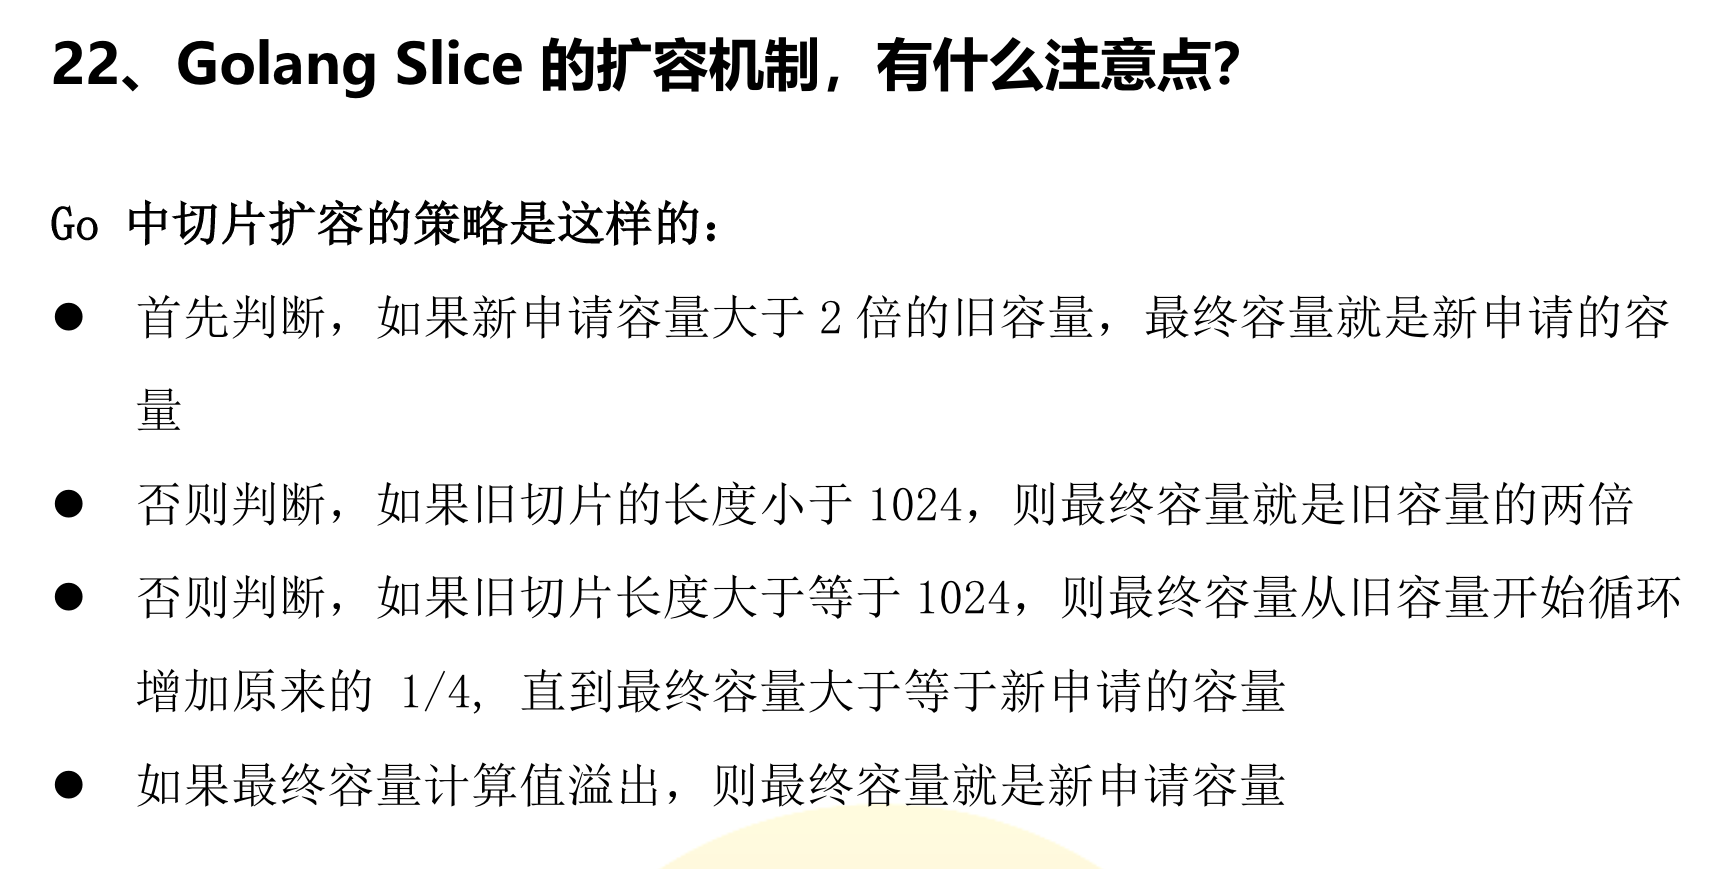 22、Golang Slice 的扩容机制，有什么注意点？
Go 中切片扩容的策略是这样的：
● 首先判断，如果新申请容量大于 2 倍的旧容量，最终容量就是新申请的容
量
● 否则判断，如果旧切片的长度小于 1024，则最终容量就是旧容量的两倍
● 否则判断，如果旧切片长度大于等于 1024，则最终容量从旧容量开始循环
增加原来的 1/4, 直到最终容量大于等于新申请的容量
● 如果最终容量计算值溢出，则最终容量就是新申请容量